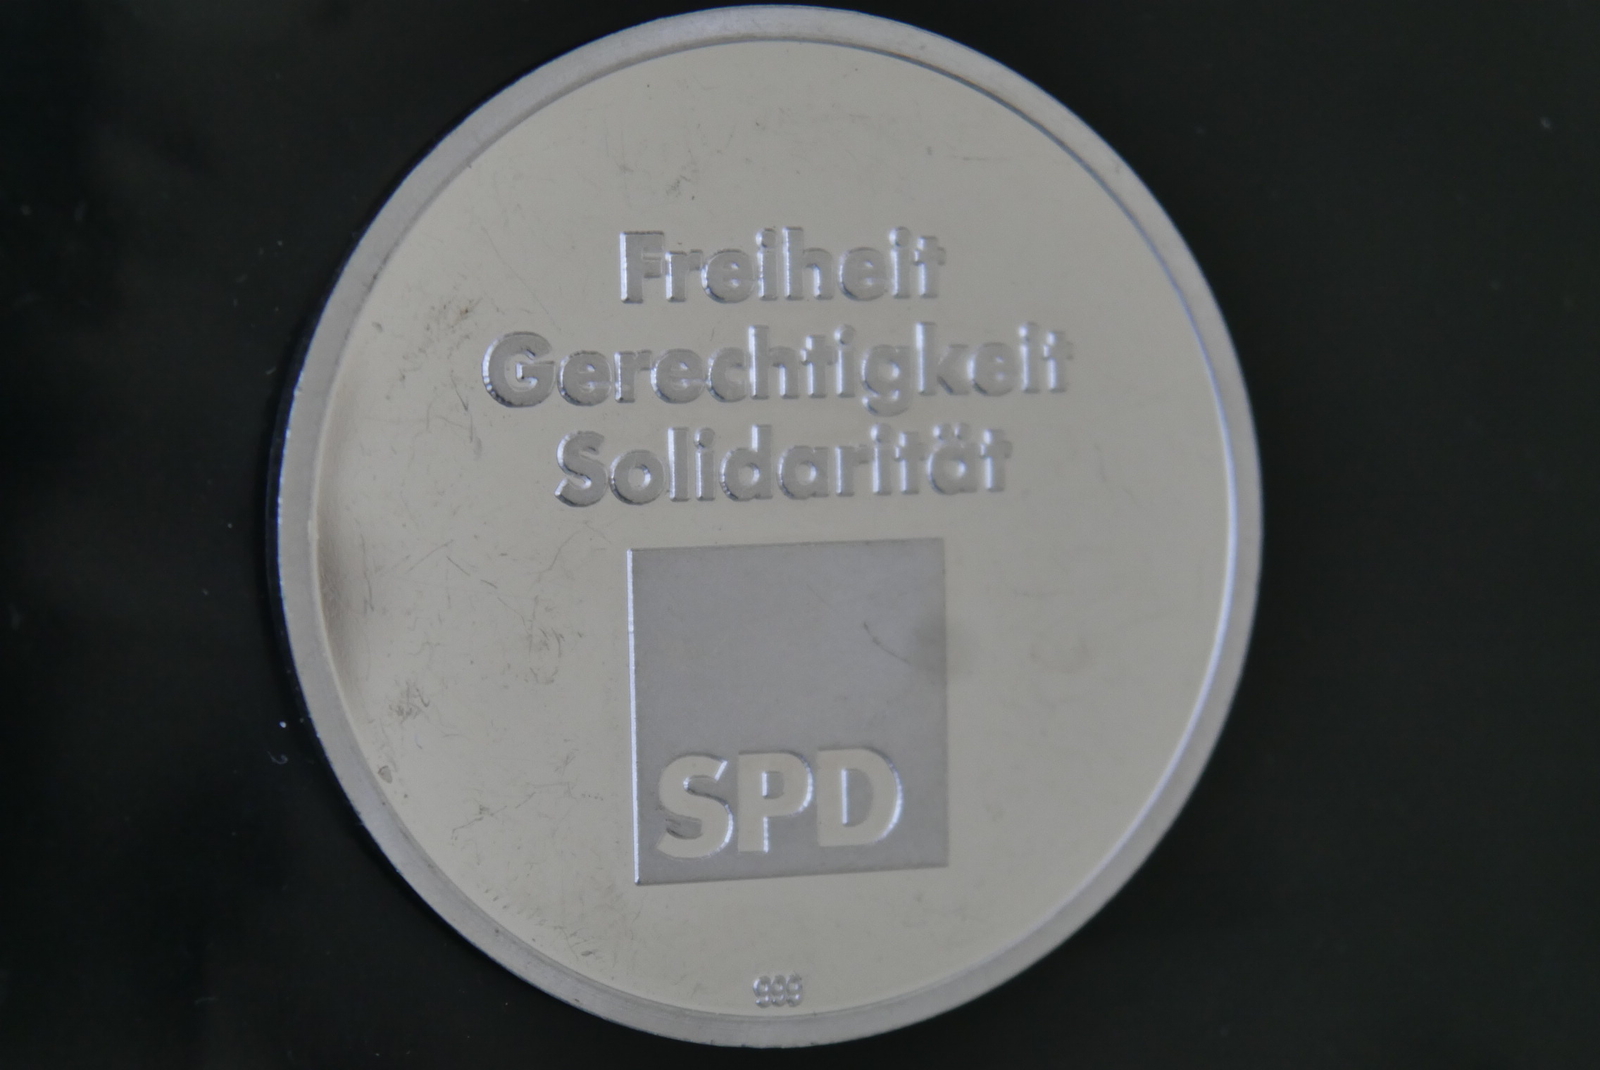 Freiheit
Gerechtigkeit
Solidarität
SPD
999